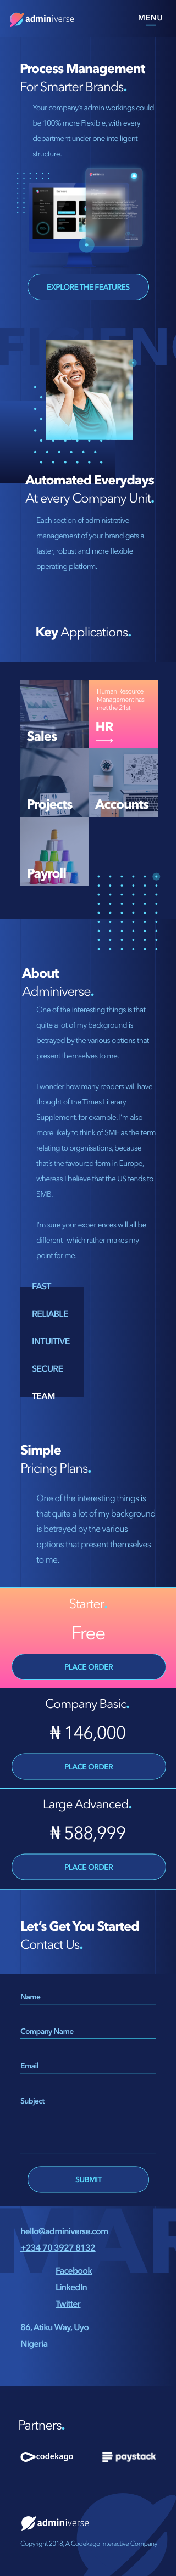 adminiverse
MENU
Process Management
For Smarter Brands.
Your company's admin works could
be 100% more Flexible, with every
department under one intelligent
structure.
EXPLORE THE FEATURES
Automated Everydays
At every Company Unit.
Each section of administrative
management of your brand gets a
faster, robust and more flexible
operating platform.
Key Applications.
Sales
Human Resource
Management has
met the 21st
HR
Projects
Accounts
Payroll
About
Adminiverse.
One of the interesting things is that
quite a lot of my background is
betrayed by the various options that
present themselves to me.
I wonder how many readers will have
thought of the Times Literary
Supplement, for example. I'm also
more likely to think of SME as the term
relating to organisations, because
that's the favoured form in Europe,
whereas I believe that the US tends to
SMB.
I'm sure your experiences will all be
different—which rather makes my
point for me.
FAST
RELIABLE
INTUITIVE
SECURE
TEAM
Simple
Pricing Plans.
One of the interesting things is
that quite a lot of my background
is betrayed by the various
options that present themselves
to me.
Starter.
Free
PLACE ORDER
Company Basic.
₦ 146,000
PLACE ORDER
Large Advanced.
₦ 588,999
PLACE ORDER
Let's Get You Started
Contact Us.
Name
Company Name
Email
Subject
SUBMIT
hello@adminiverse.com
+234 70 3927 8132
Facebook
LinkedIn
Twitter
86, Atiku Way, Uyo
Nigeria
Partners.
codekago
paystack
adminiverse
Copyright 2018, A Codekago Interactive Company